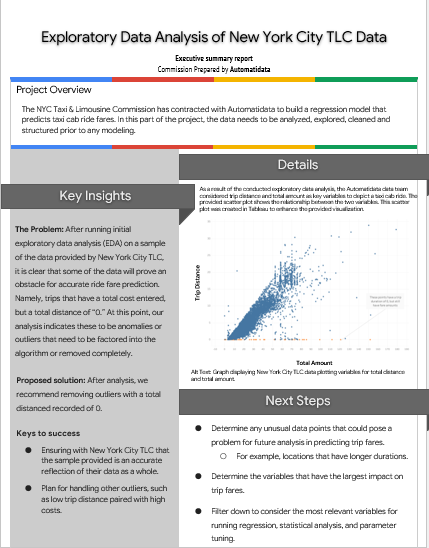 Exploratory Data Analysis of New York City TLC Data
Executive summary report
Commission Prepared by Automatidata
Project Overview
The NYC Taxi & Limousine Commission has contracted with Automatidata to build a regression model that
predicts taxi cab ride fares. In this part of the project, the data needs to be analyzed, explored, cleaned and
structured prior to any modeling.
Key Insights
The Problem: After running initial
exploratory data analysis (EDA) on a sample
of the data provided by New York City TLC,
it is clear that some of the data will prove an
obstacle for accurate ride fare prediction.
Namely, trips that have a total cost entered,
but a total distance of “0.” At this point, our
analysis indicates these to be anomalies or
outliers that need to be factored into the
algorithm or removed completely.
Proposed solution: After analysis, we
recommend removing outliers with a total
distance recorded of 0.
Keys to success
● Ensuring with New York City TLC that
the sample provided is an accurate
reflection of their data as a whole.
● Plan for handling other outliers, such
as low trip distance paired with high
costs.
Details
As a result of the conducted exploratory data analysis, the Automatidata data team
considered trip distance and total amount as key variables to depict a taxi cab ride. The
provided scatter plot shows the relationship between the two variables. This scatter
plot was created in Tableau to enhance the provided visualization.
Trip Distance
Total Amount
Alt Text: Graph displaying New York City TLC data plotting variables for total distance
and total amount.
Next Steps
● Determine any unusual data points that could pose a
problem for future analysis in predicting trip fares.
○ For example, locations that have longer durations.
● Determine the variables that have the largest impact on
trip fares.
● Filter down to consider the most relevant variables for
running regression, statistical analysis, and parameter
tuning.